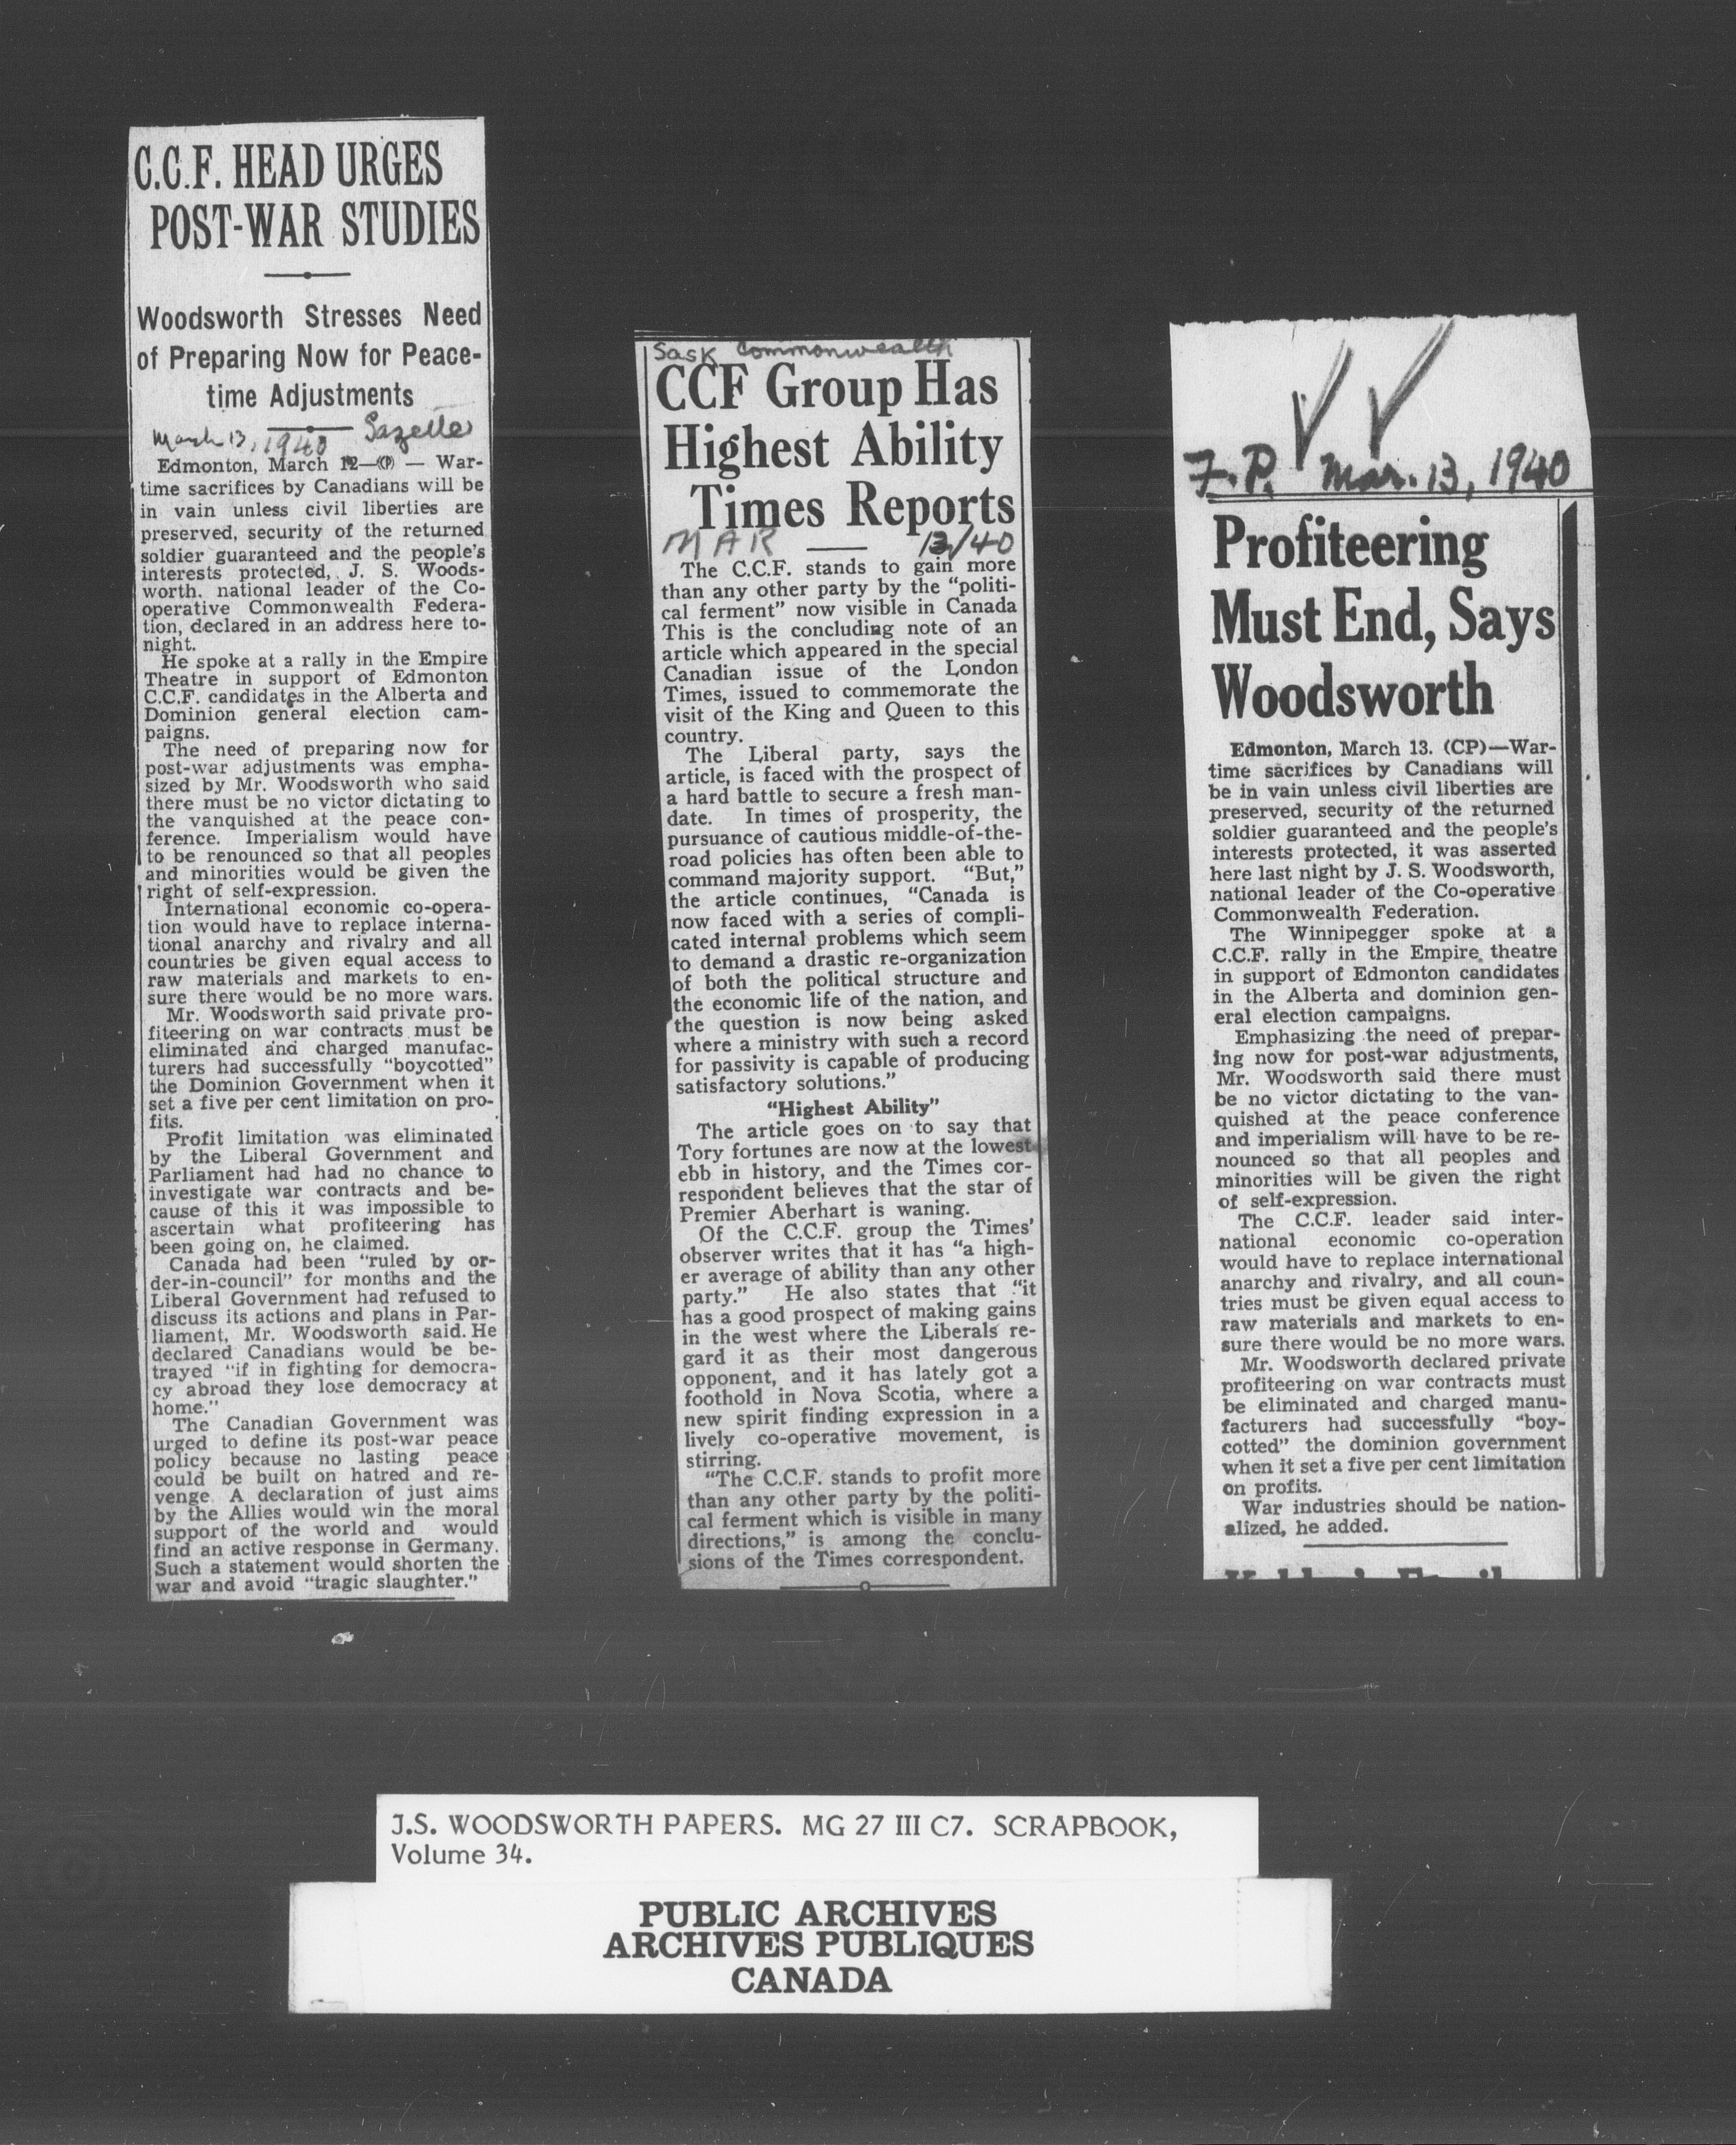 C.C.F. HEAD URGES
POST-WAR STUDIES
Woodsworth Stresses Need
of Preparing Now for Peace-
time Adjustments
March 13, 1940 Gazette
Edmonton, March 12—(CP) — War-
time sacrifices by Canadians will be
in vain unless civil liberties are
preserved, security of the returned
soldier guaranteed and the people's
interests protected, J. S. Woods-
worth, national leader of the Co-
operative Commonwealth Federa-
tion, declared in an address here to-
night.
He spoke at a rally in the Empire
Theatre in support of Edmonton
C.C.F. candidates in the Alberta and
Dominion general election cam-
paigns.
The need of preparing now for
post-war adjustments was empha-
sized by Mr. Woodsworth who said
there must be no victor dictating to
the vanquished at the peace con-
ference. Imperialism would have
to be renounced so that all peoples
and minorities would be given the
right of self-expression.
International economic co-opera-
tion would have to replace interna-
tional anarchy and rivalry and all
countries be given equal access to
raw materials and markets to en-
sure there would be no more wars.
Mr. Woodsworth said private pro-
fiteering on war contracts must be
eliminated and charged manufac-
turers had successfully "boycotted"
the Dominion Government when it
set a five per cent limitation on pro-
fits.
Profit limitation was eliminated
by the Liberal Government and
Parliament had had no chance to
investigate war contracts and be-
cause of this it was impossible to
ascertain what profiteering has
been going on, he claimed.
Canada had been "ruled by or-
der-in-council" for months and the
Liberal Government had refused to
discuss its actions and plans in Par-
liament, Mr. Woodsworth said. He
declared Canadians would be be-
trayed "if in fighting for democra-
cy abroad they lose democracy at
home."
The Canadian Government was
urged to define its post-war peace
policy because no lasting peace
could be built on hatred and re-
venge. A declaration of just aims
by the Allies would win the moral
support of the world and would
find an active response in Germany.
Such a statement would shorten the
war and avoid "tragic slaughter."
Sask Commonwealth
CCF Group Has
Highest Ability
Times Reports
MAR 13/40
The C.C.F. stands to gain more
than any other party by the "politi-
cal ferment" now visible in Canada
This is the concluding note of an
article which appeared in the special
Canadian issue of the London
Times, issued to commemorate the
visit of the King and Queen to this
country.
The Liberal party, says the
article, is faced with the prospect of
a hard battle to secure a fresh man-
date. In times of prosperity, the
pursuance of cautious middle-of-the-
road policies has often been able to
command majority support. "But,"
the article continues, "Canada is
now faced with a series of compli-
cated internal problems which seem
to demand a drastic re-organization
of both the political structure and
the economic life of the nation, and
the question is now being asked
where a ministry with such a record
for passivity is capable of producing
satisfactory solutions."
"Highest Ability"
The article goes on to say that
Tory fortunes are now at the lowest
ebb in history, and the Times cor-
respondent believes that the star of
Premier Aberhart is waning.
Of the C.C.F. group the Times'
observer writes that it has "a high-
er average of ability than any other
party." He also states that "it
has a good prospect of making gains
in the west where the Liberals re-
gard it as their most dangerous
opponent, and it has lately got a
foothold in Nova Scotia, where a
new spirit finding expression in a
lively co-operative movement, is
stirring.
"The C.C.F. stands to profit more
than any other party by the politi-
cal ferment which is visible in many
directions," is among the conclu-
sions of the Times correspondent.
F.P. Mar. 13, 1940
Profiteering
Must End, Says
Woodsworth
Edmonton, March 13. (CP)—War-
time sacrifices by Canadians will
be in vain unless civil liberties are
preserved, security of the returned
soldier guaranteed and the people's
interests protected, it was asserted
here last night by J. S. Woodsworth,
national leader of the Co-operative
Commonwealth Federation.
The Winnipegger spoke at a
C.C.F. rally in the Empire theatre
in support of Edmonton candidates
in the Alberta and dominion gen-
eral election campaigns.
Emphasizing the need of prepar-
ing now for post-war adjustments,
Mr. Woodsworth said there must
be no victor dictating to the van-
quished at the peace conference
and imperialism will have to be re-
nounced so that all peoples and
minorities will be given the right
of self-expression.
The C.C.F. leader said inter-
national economic co-operation
would have to replace international
anarchy and rivalry, and all coun-
tries must be given equal access to
raw materials and markets to en-
sure there would be no more wars.
Mr. Woodsworth declared private
profiteering on war contracts must
be eliminated and charged manu-
facturers had successfully "boy-
cotted" the dominion government
when it set a five per cent limitation
on profits.
War industries should be nation-
alized, he added.
J.S. WOODSWORTH PAPERS. MG 27 III C7. SCRAPBOOK,
Volume 34.
PUBLIC ARCHIVES
ARCHIVES PUBLIQUES
CANADA